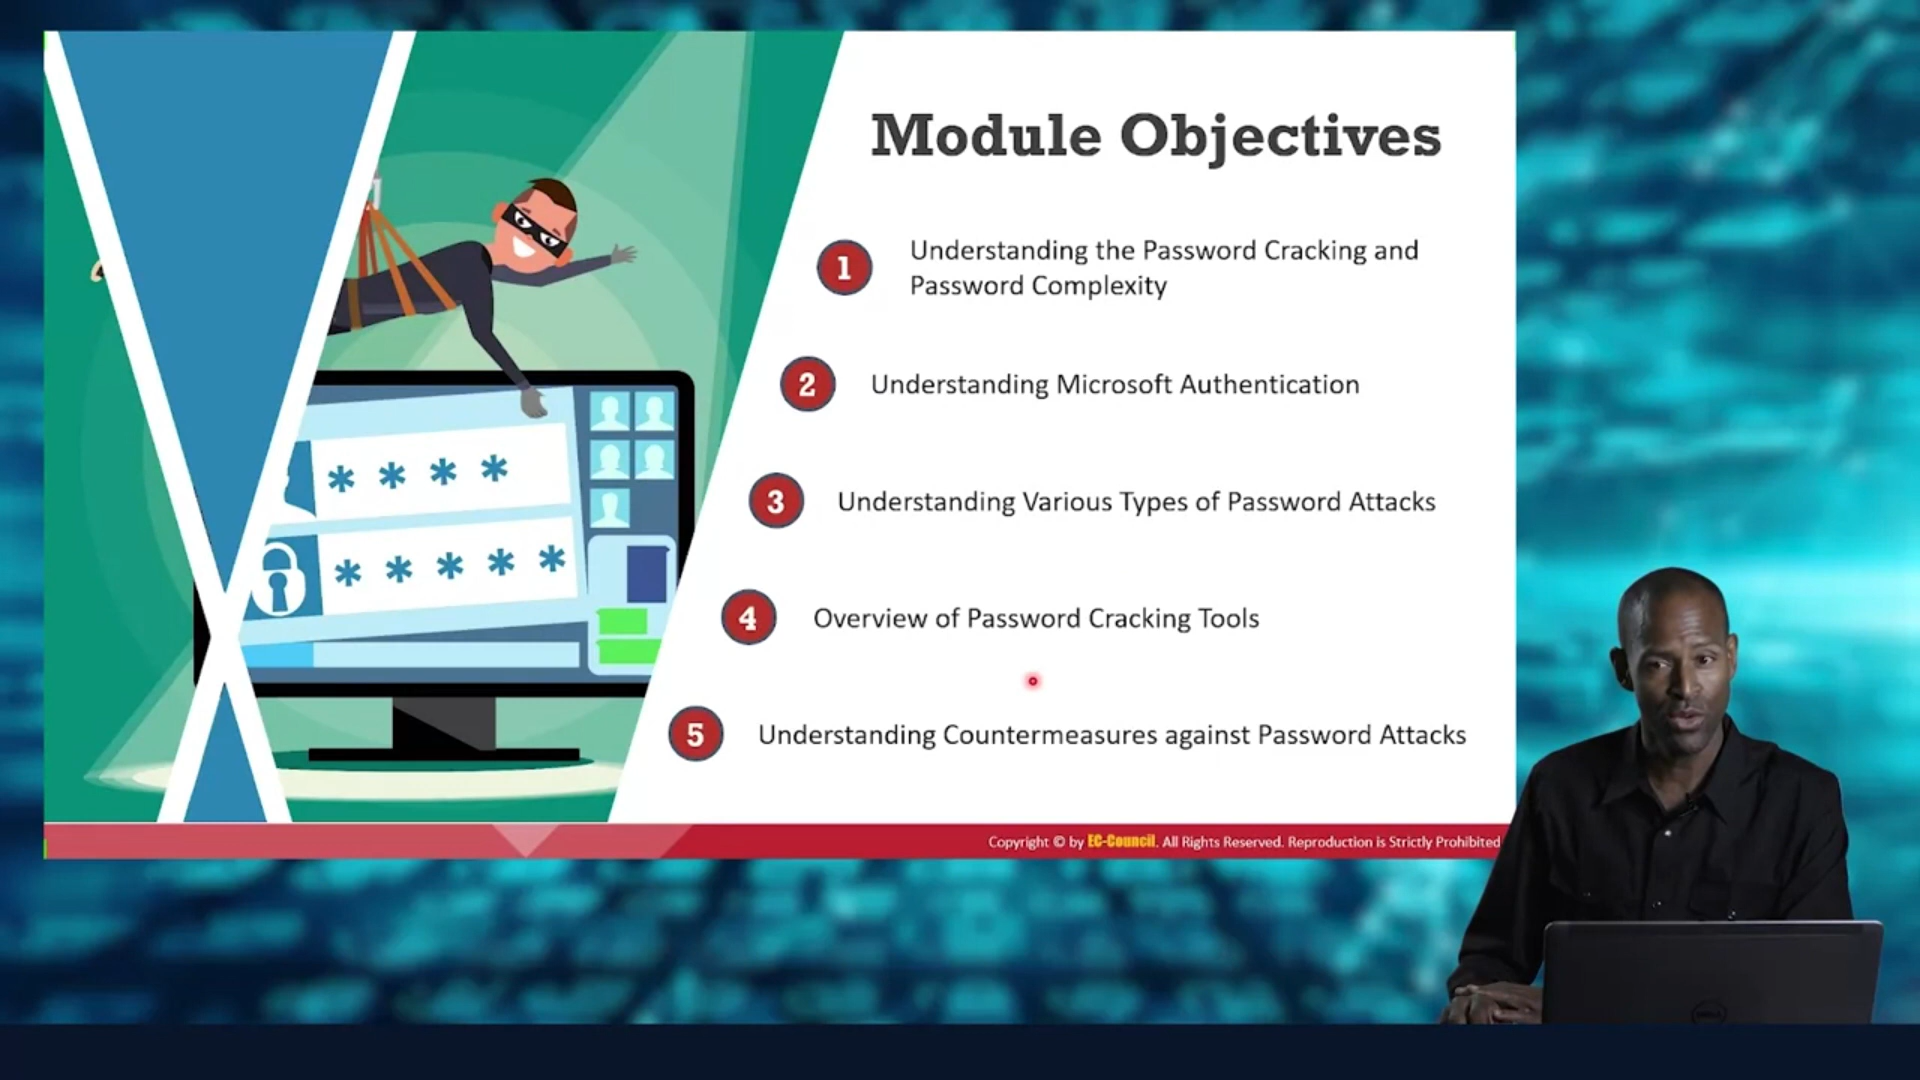 Module Objectives
1
Understanding the Password Cracking and
Password Complexity
2
Understanding Microsoft Authentication
3
Understanding Various Types of Password Attacks
4
Overview of Password Cracking Tools
5
Understanding Countermeasures against Password Attacks
* * * *
* * * * *
Copyright © by EC-Council. All Rights Reserved. Reproduction is Strictly Prohibited
DELL